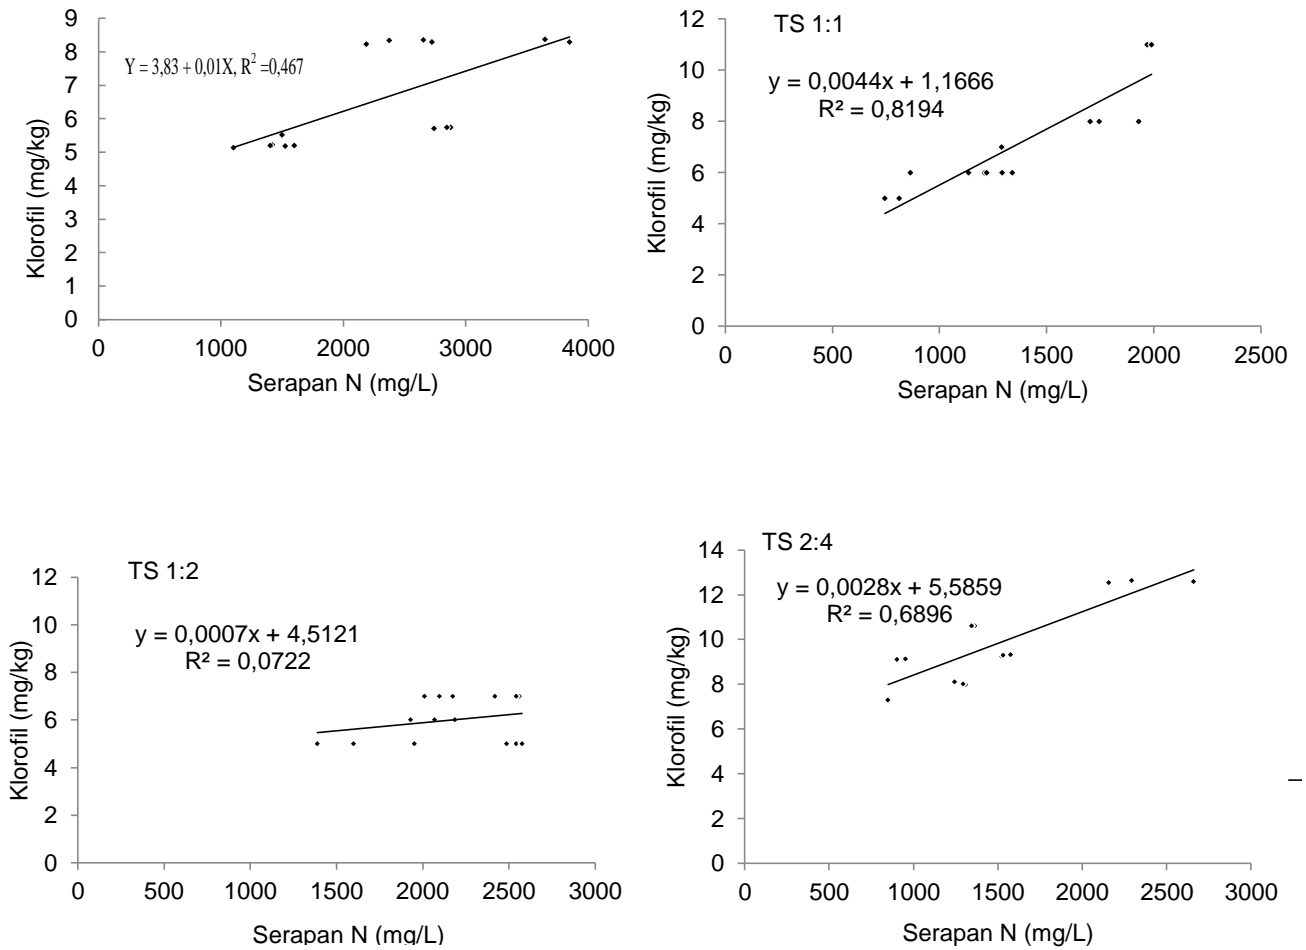 9
8
7
6
5
4
3
2
1
0
Klorofil (mg/kg)
Y = 3,83 + 0,01X, R² =0,467
0 1000 2000 3000 4000
Serapan N (mg/L)
TS 1:1
12
10
8
6
4
2
0
Klorofil (mg/kg)
y = 0,0044x + 1,1666
R² = 0,8194
0 500 1000 1500 2000 2500
Serapan N (mg/L)
TS 1:2
12
10
8
6
4
2
0
Klorofil (mg/kg)
y = 0,0007x + 4,5121
R² = 0,0722
0 500 1000 1500 2000 2500 3000
Serapan N (mg/L)
TS 2:4
14
12
10
8
6
4
2
0
Klorofil (mg/kg)
y = 0,0028x + 5,5859
R² = 0,6896
0 500 1000 1500 2000 2500 3000
Serapan N (mg/L)